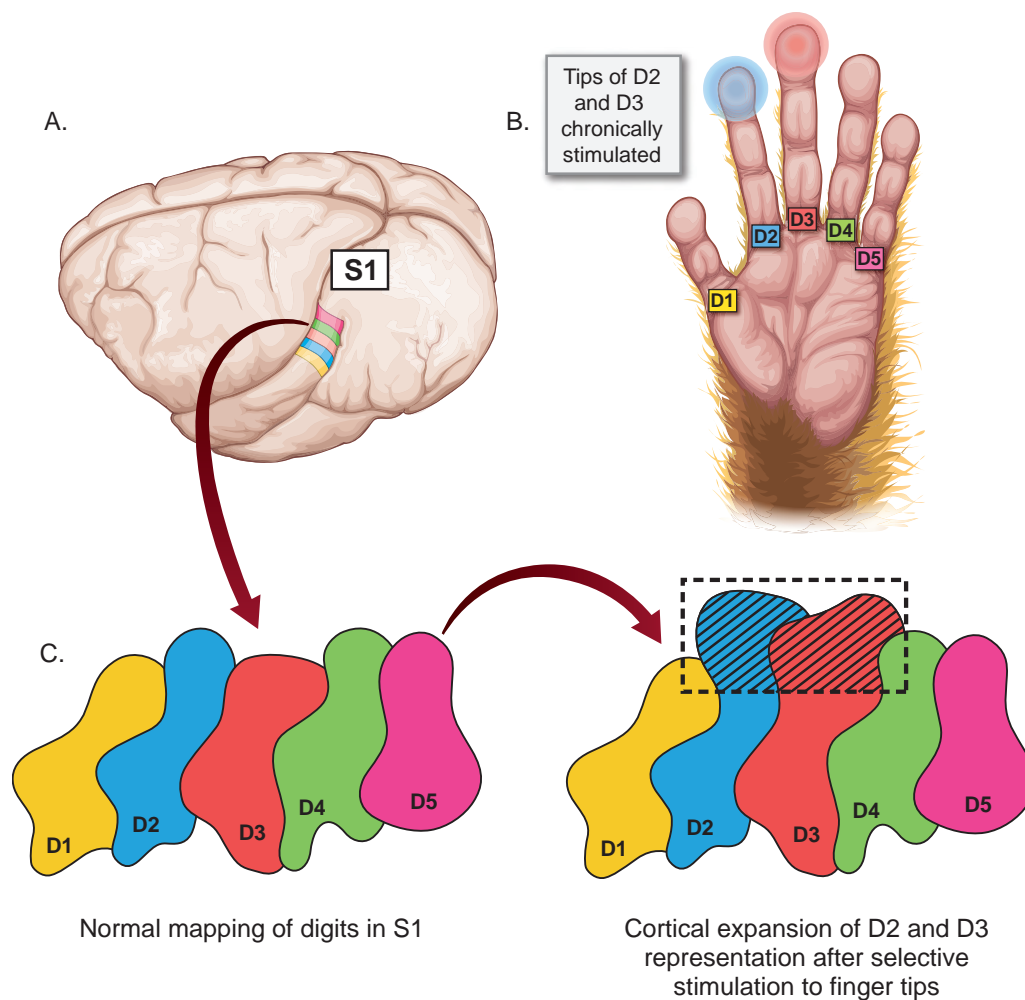 A.
S1
Tips of D2
and D3
chronically
stimulated
B.
D1
D2
D3
D4
D5
C.
D1
D2
D3
D4
D5
Normal mapping of digits in S1
D1
D2
D3
D4
D5
Cortical expansion of D2 and D3
representation after selective
stimulation to finger tips